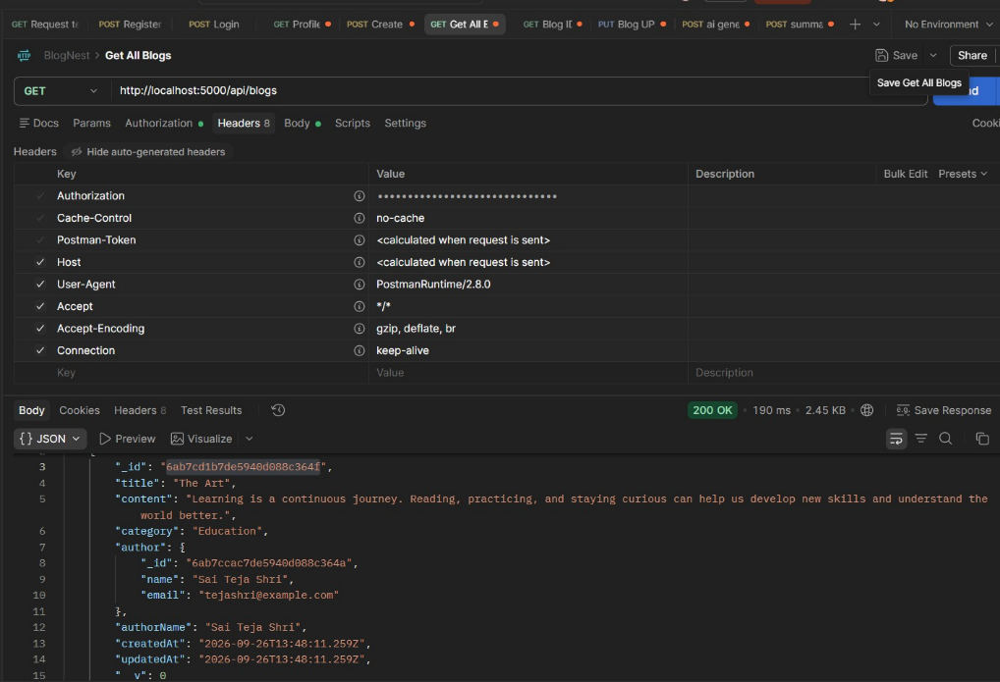 GET Request t
POST Register
POST Login
GET Profile
POST Create
GET Get All B
GET Blog ID
PUT Blog UP
POST ai gene
POST summa
No Environment
HTTP BlogNest > Get All Blogs
Save
Share
GET http://localhost:5000/api/blogs
Save Get All Blogs
Docs Params Authorization Headers 8 Body Scripts Settings
Cooki
Headers Hide auto-generated headers
Key Value Description Bulk Edit Presets
Authorization ••••••••••••••••••••••••••••••
Cache-Control no-cache
Postman-Token <calculated when request is sent>
Host <calculated when request is sent>
User-Agent PostmanRuntime/2.8.0
Accept */*
Accept-Encoding gzip, deflate, br
Connection keep-alive
Key Value Description
Body Cookies Headers 8 Test Results 200 OK • 190 ms • 2.45 KB e.g. Save Response
{} JSON Preview Visualize
3 "_id": "6ab7cd1b7de5940d088c364f",
4 "title": "The Art",
5 "content": "Learning is a continuous journey. Reading, practicing, and staying curious can help us develop new skills and understand the
world better.",
6 "category": "Education",
7 "author": {
8 "_id": "6ab7ccac7de5940d088c364a",
9 "name": "Sai Teja Shri",
10 "email": "tejashri@example.com"
11 },
12 "authorName": "Sai Teja Shri",
13 "createdAt": "2026-09-26T13:48:11.259Z",
14 "updatedAt": "2026-09-26T13:48:11.259Z",
15 "__v": 0